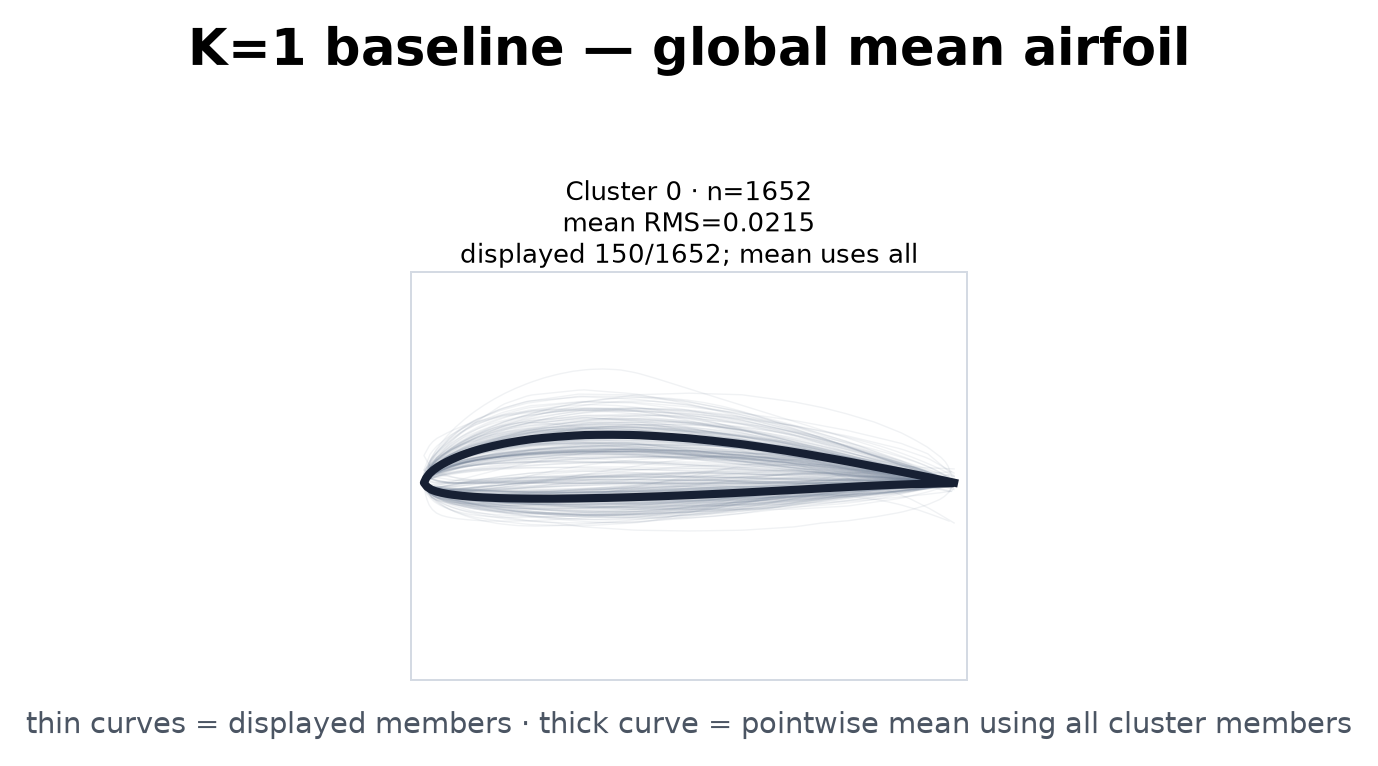 K=1 baseline — global mean airfoil
Cluster 0 · n=1652
mean RMS=0.0215
displayed 150/1652; mean uses all
thin curves = displayed members · thick curve = pointwise mean using all cluster members